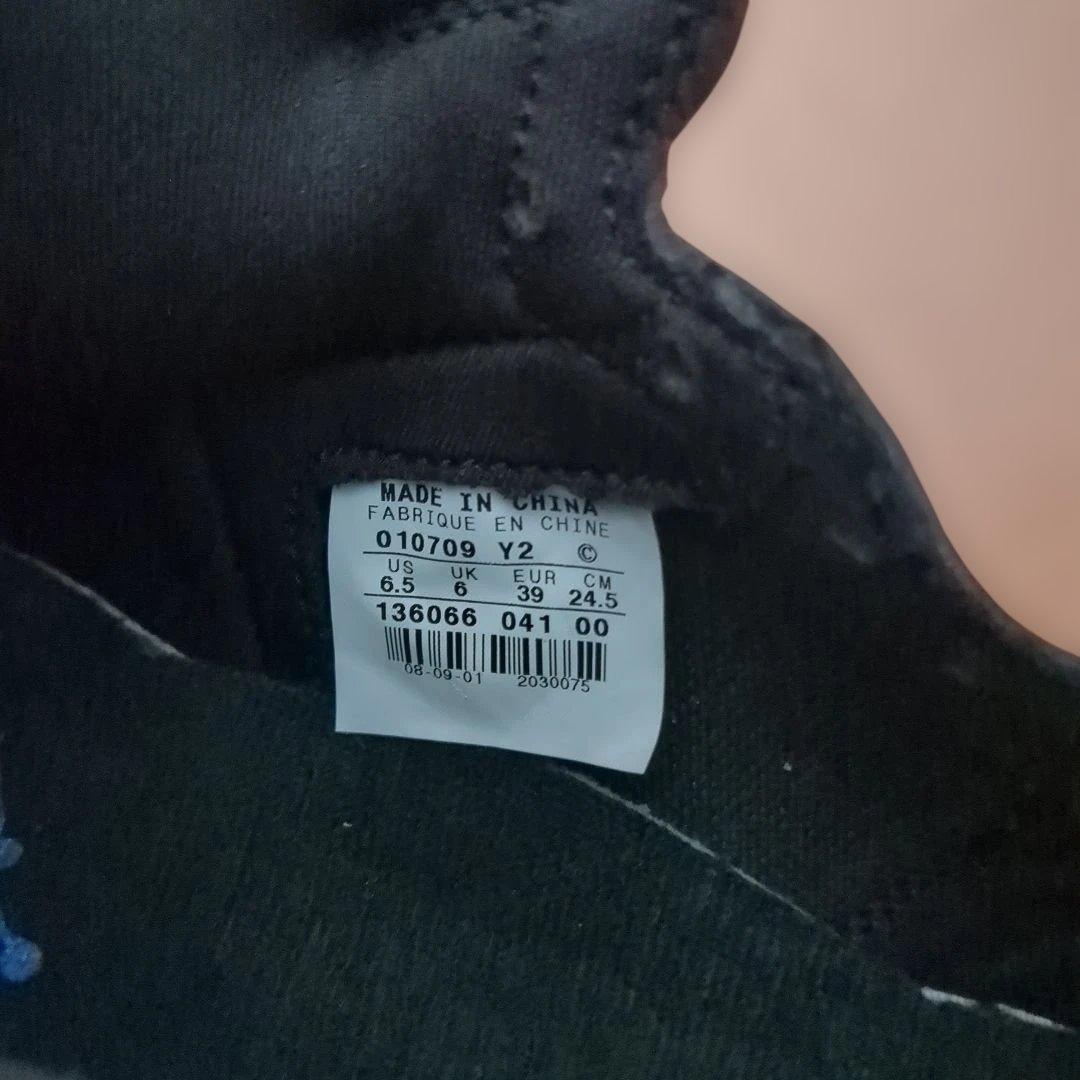 MADE IN CHINA
FABRIQUE EN CHINE
010709 Y2 ©
US UK EUR CM
6.5 6 39 24.5
136066 041 00
08-09-01 2030075